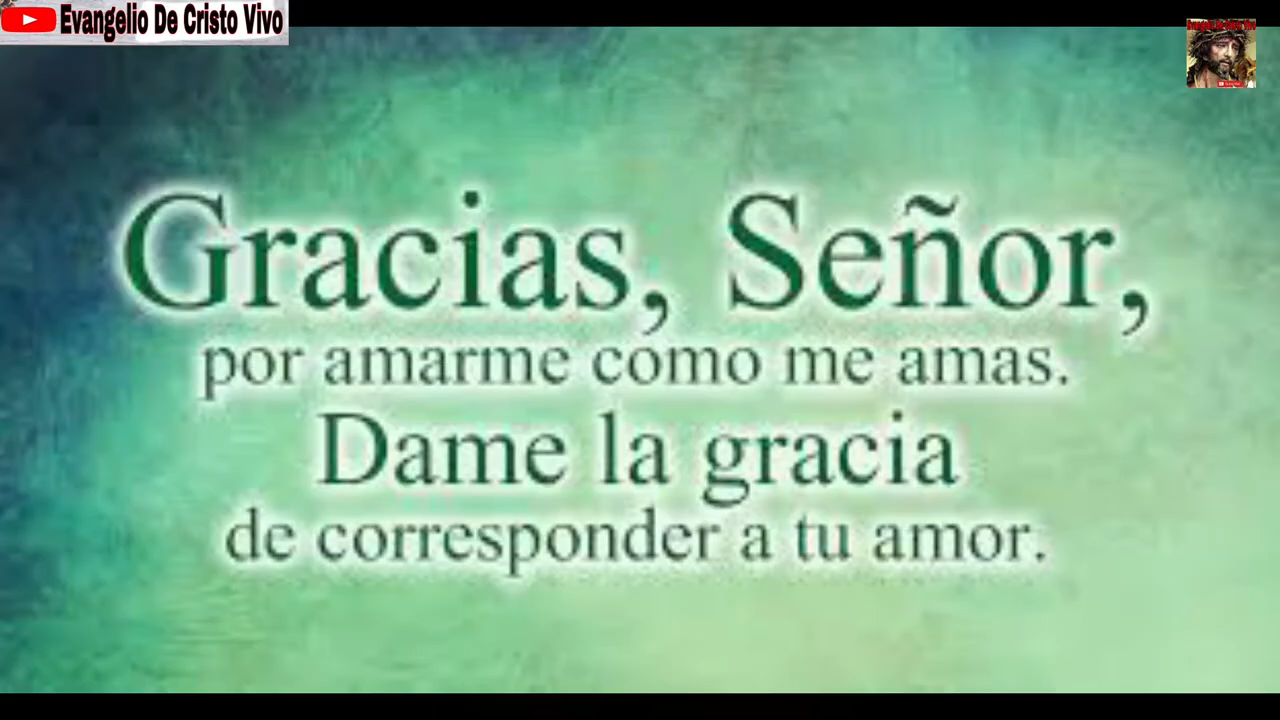 Evangelio De Cristo Vivo
Gracias, Señor,
por amarme como me amas.
Dame la gracia
de corresponder a tu amor.